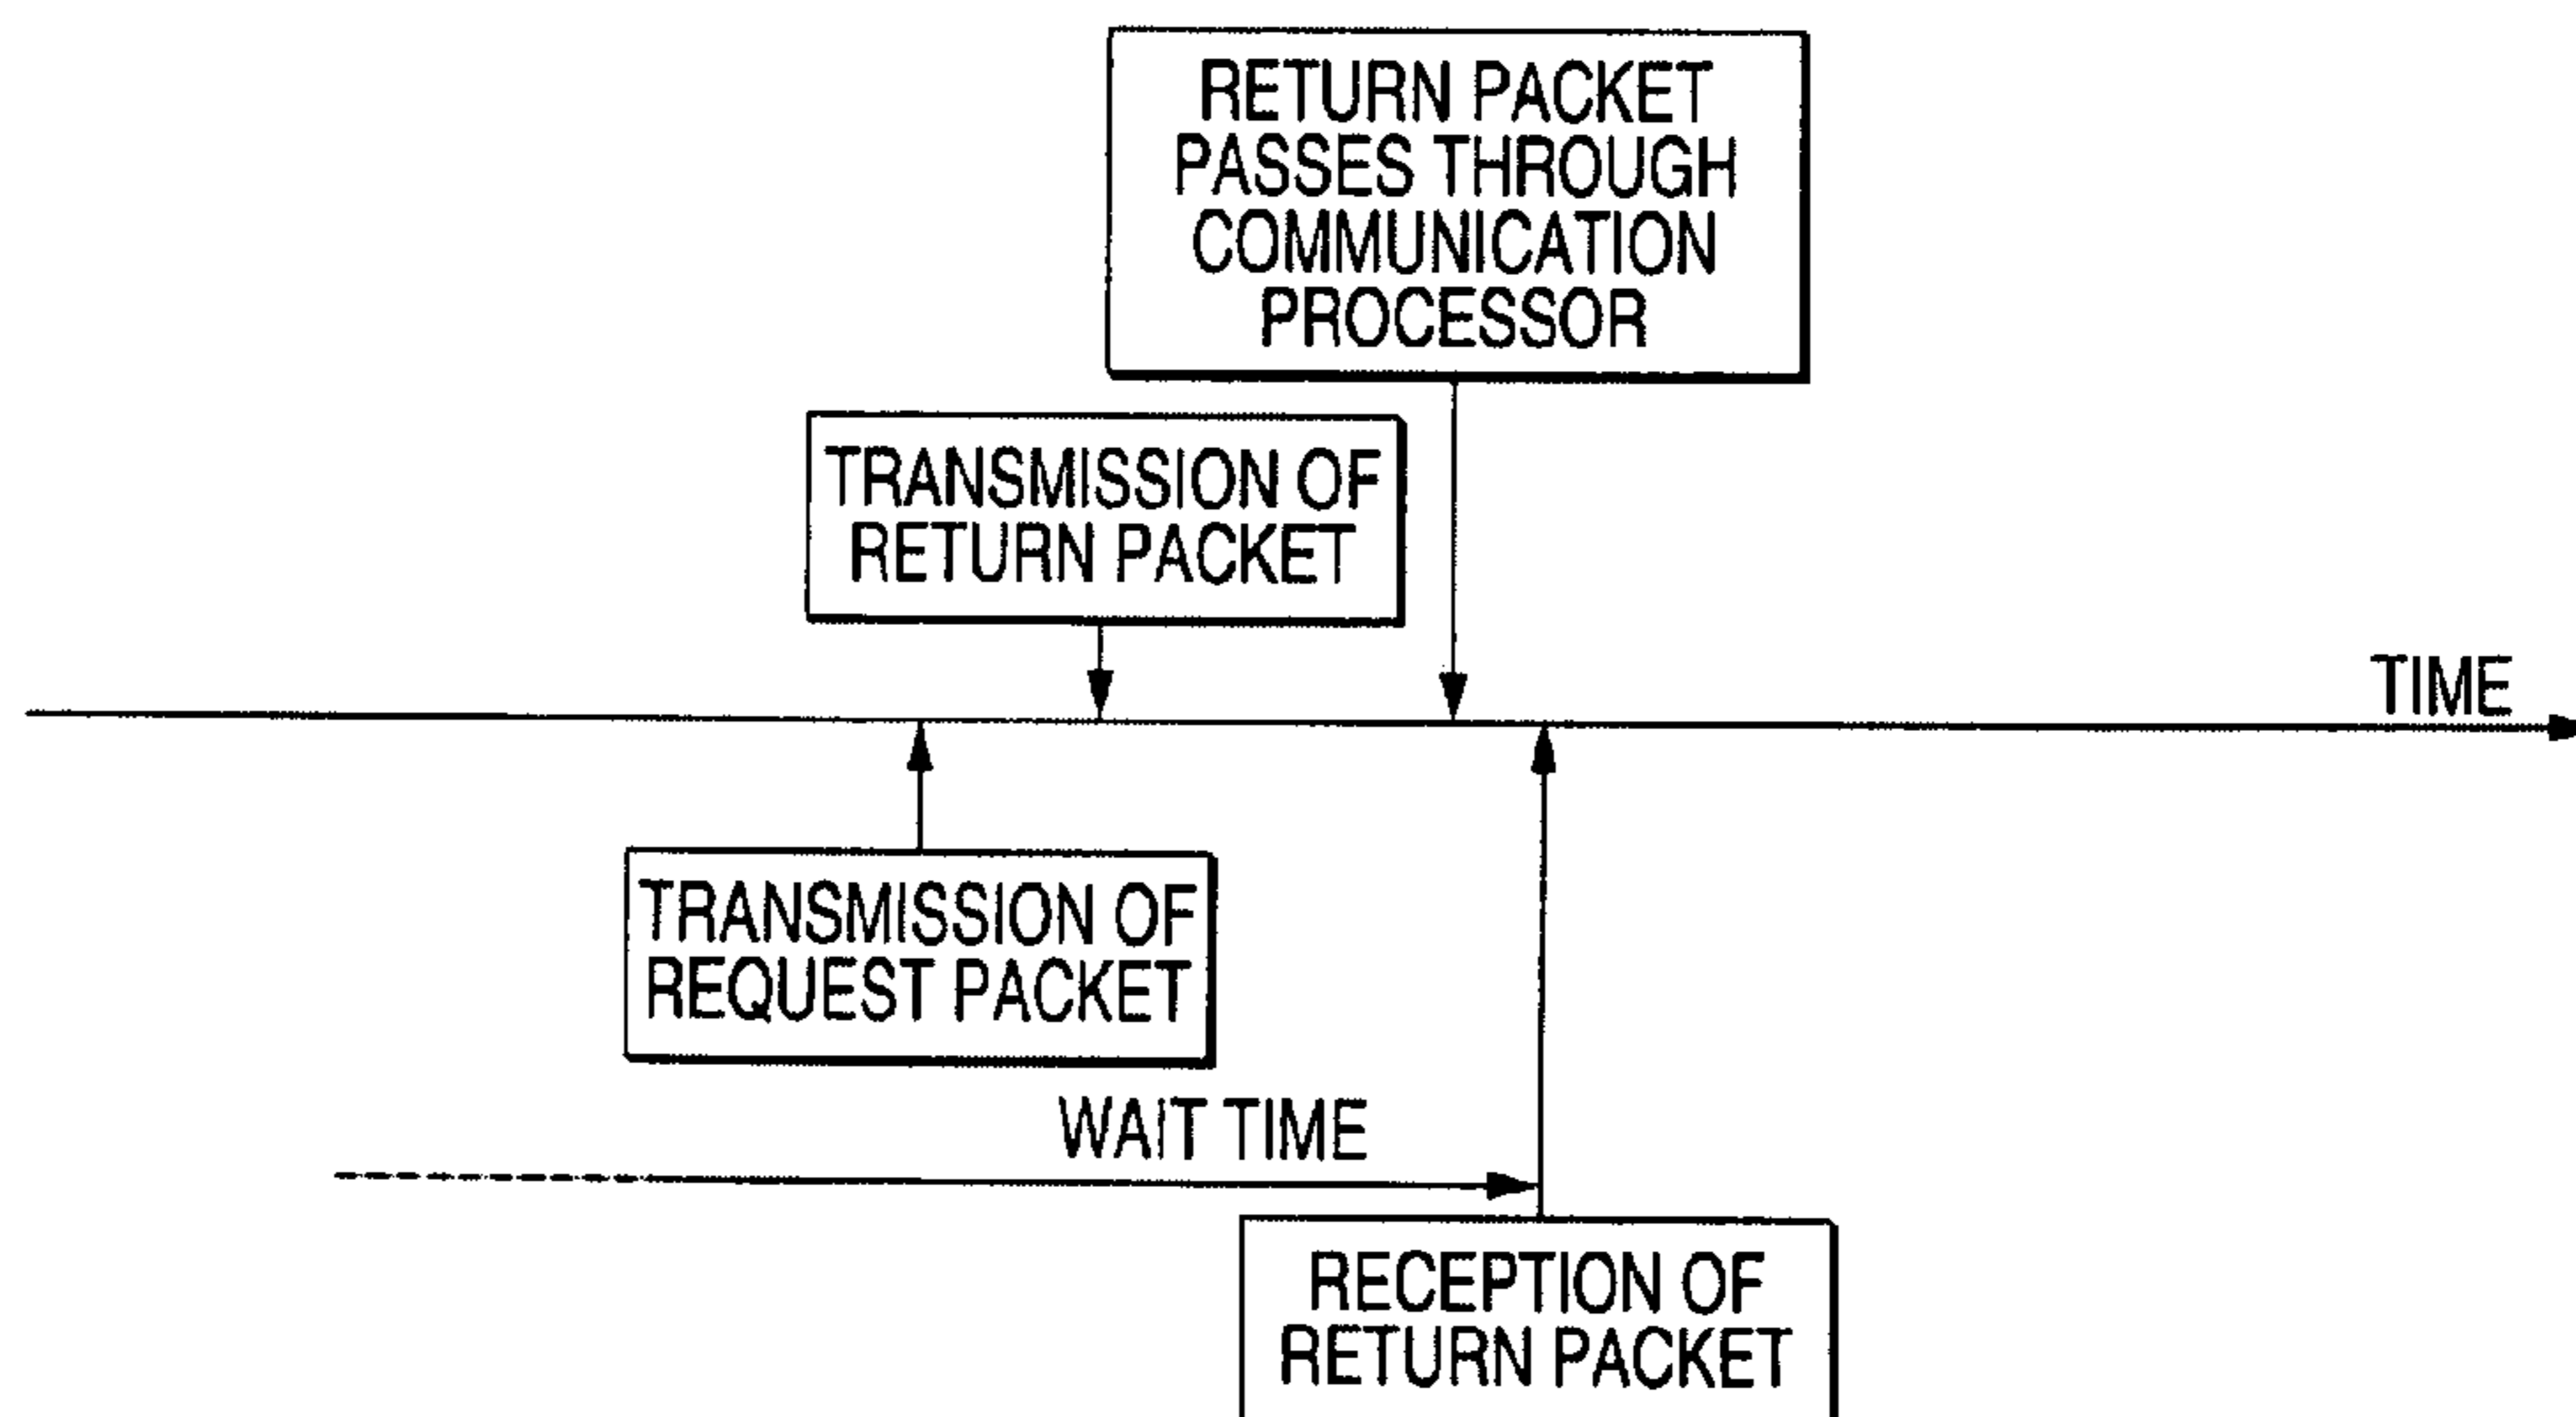 RETURN PACKET
PASSES THROUGH
COMMUNICATION
PROCESSOR
TRANSMISSION OF
RETURN PACKET
TIME
TRANSMISSION OF
REQUEST PACKET
WAIT TIME
RECEPTION OF
RETURN PACKET